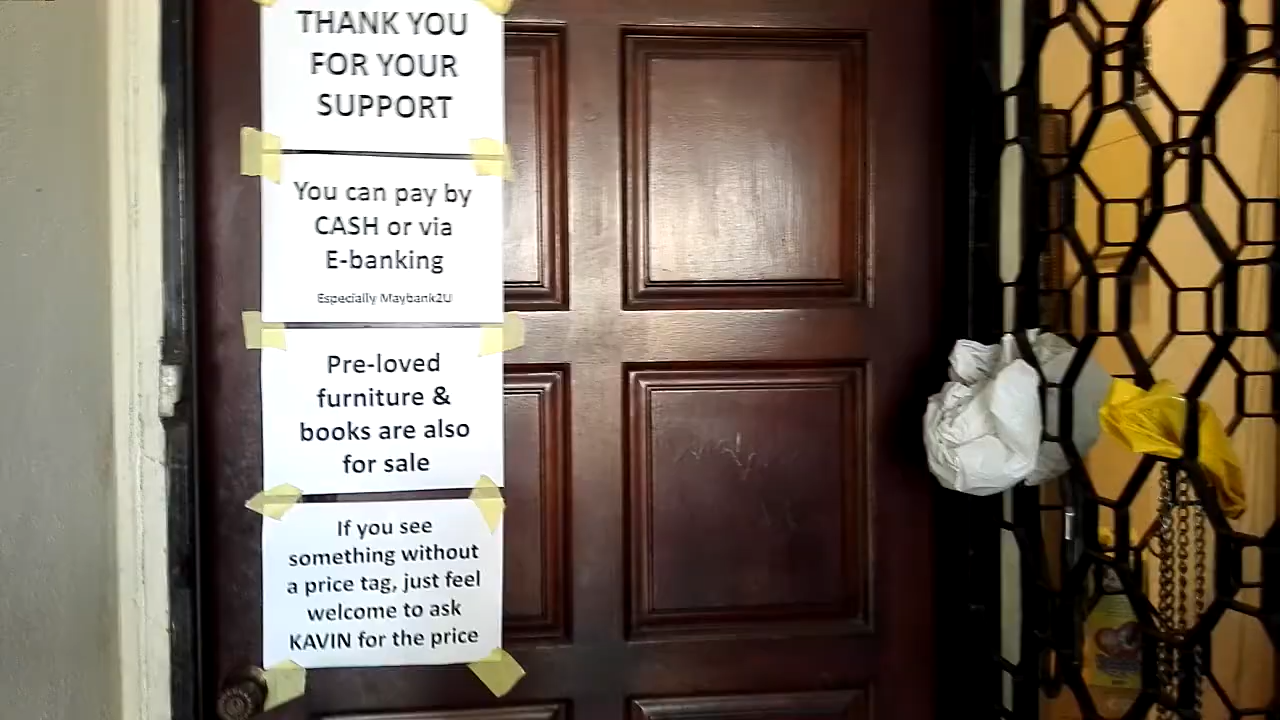 THANK YOU
FOR YOUR
SUPPORT
You can pay by
CASH or via
E-banking
Especially Maybank2U
Pre-loved
furniture &
books are also
for sale
If you see
something without
a price tag, just feel
welcome to ask
KAVIN for the price